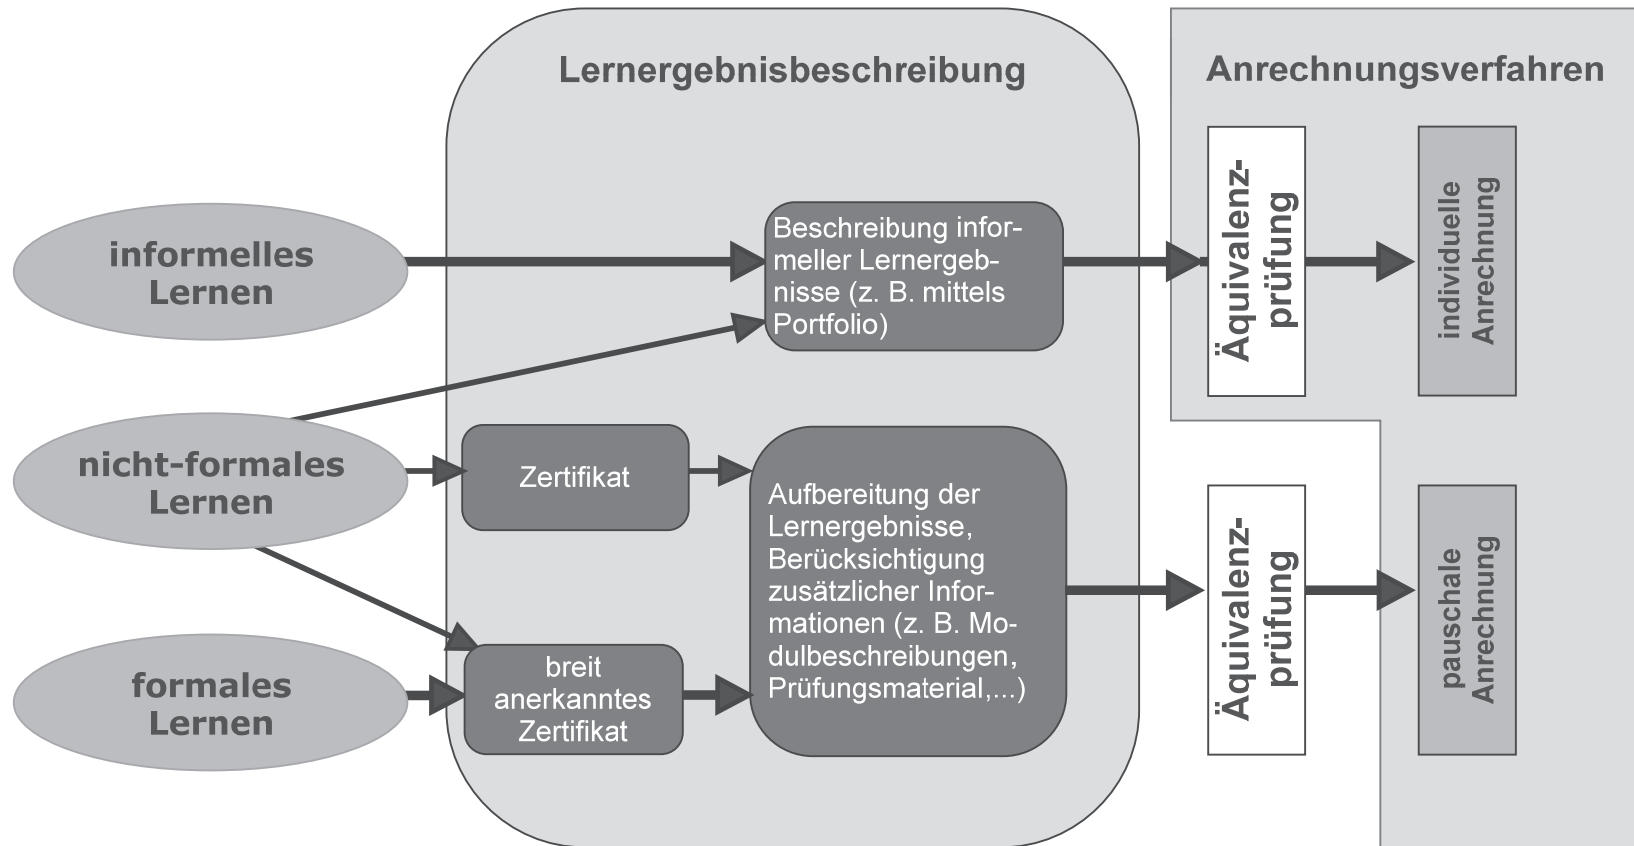 Lernergebnisbeschreibung
Anrechnungsverfahren
informelles
Lernen
Beschreibung infor-
meller Lernergeb-
nisse (z. B. mittels
Portfolio)
Äquivalenz-
prüfung
individuelle
Anrechnung
nicht-formales
Lernen
Zertifikat
Aufbereitung der
Lernergebnisse,
Berücksichtigung
zusätzlicher Infor-
mationen (z. B. Mo-
dulbeschreibungen,
Prüfungsmaterial,...)
Äquivalenz-
prüfung
pauschale
Anrechnung
formales
Lernen
breit
anerkanntes
Zertifikat